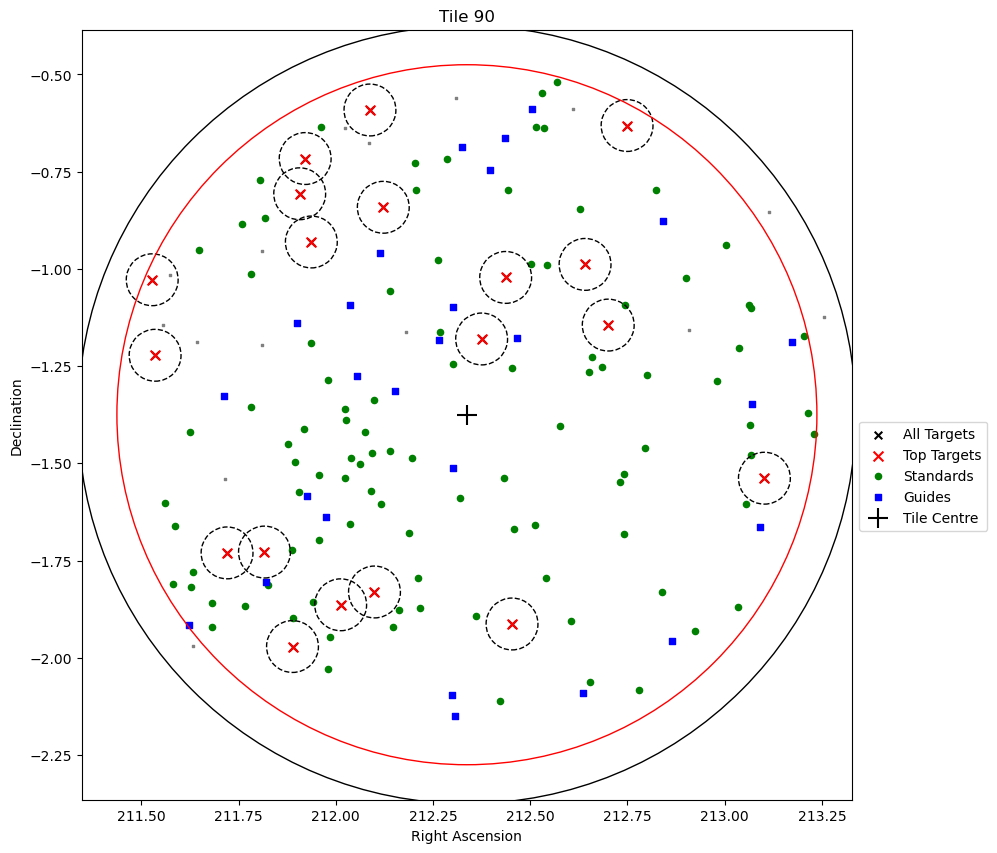 Tile 90
Declination
−0.50
−0.75
−1.00
−1.25
−1.50
−1.75
−2.00
−2.25
211.50 211.75 212.00 212.25 212.50 212.75 213.00 213.25
Right Ascension
All Targets
Top Targets
Standards
Guides
Tile Centre